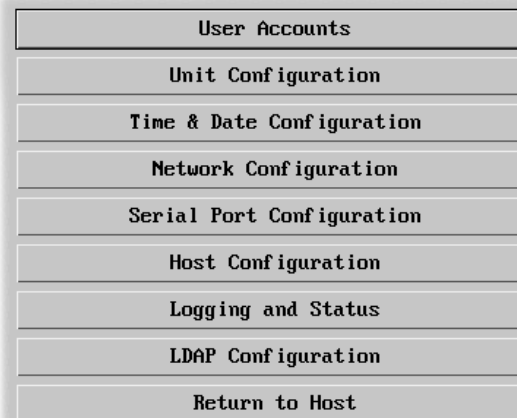 User Accounts
Unit Configuration
Time & Date Configuration
Network Configuration
Serial Port Configuration
Host Configuration
Logging and Status
LDAP Configuration
Return to Host